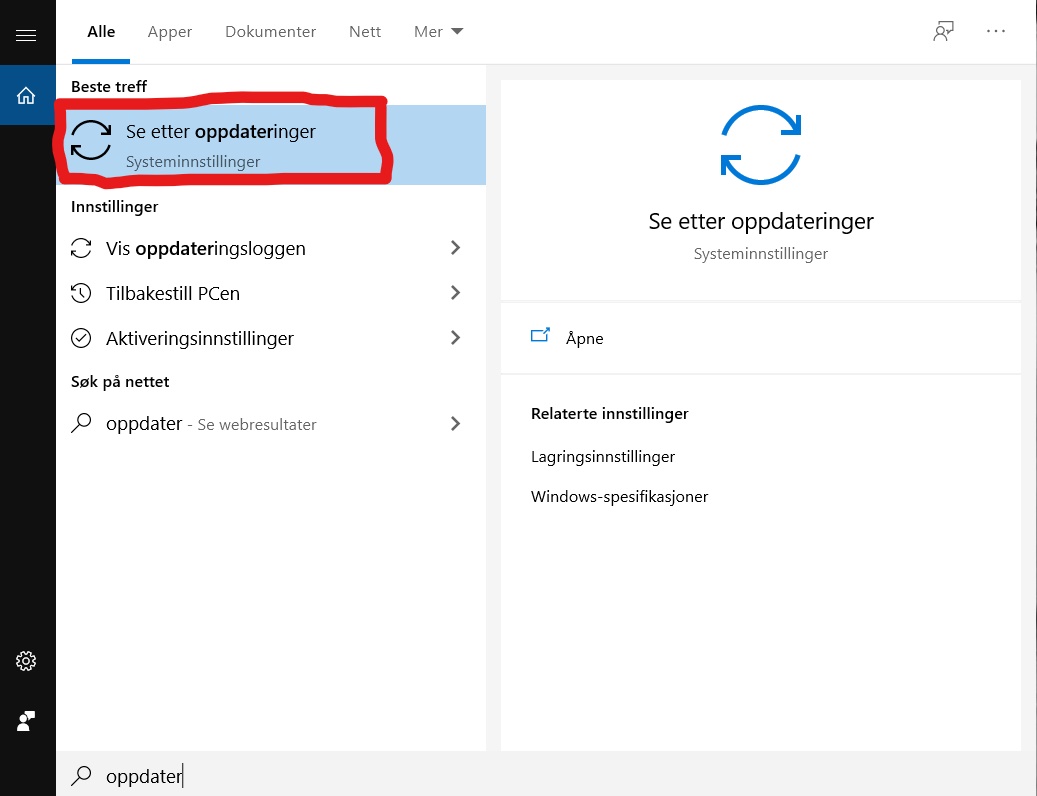 Alle Apper Dokumenter Nett Mer
Beste treff
Se etter oppdateringer
Systeminnstillinger
Innstillinger
Vis oppdateringsloggen
Tilbakestill PCen
Aktiveringsinnstillinger
Søk på nettet
oppdater - Se webresultater
Se etter oppdateringer
Systeminnstillinger
Åpne
Relaterte innstillinger
Lagringsinnstillinger
Windows-spesifikasjoner
oppdater